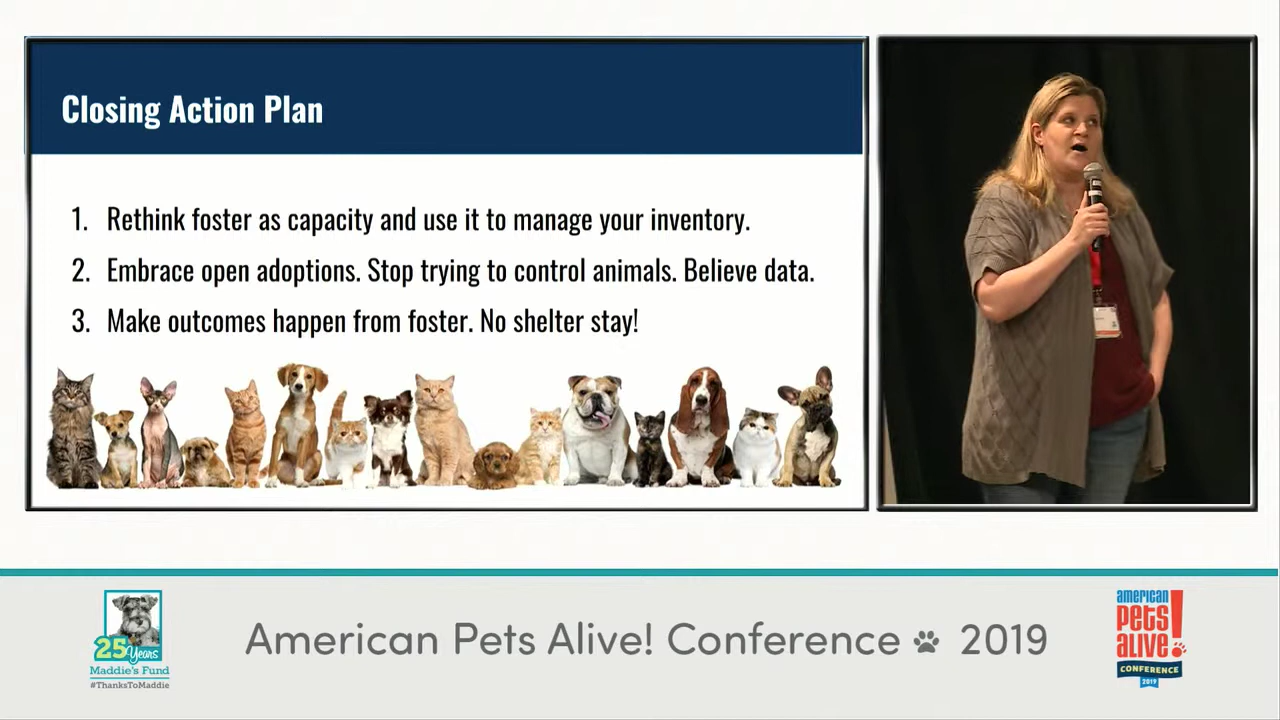 Closing Action Plan
1. Rethink foster as capacity and use it to manage your inventory.
2. Embrace open adoptions. Stop trying to control animals. Believe data.
3. Make outcomes happen from foster. No shelter stay!
25 Years
Maddie's Fund
#ThanksToMaddie
American Pets Alive! Conference 2019
american
pets
alive!
CONFERENCE
2019